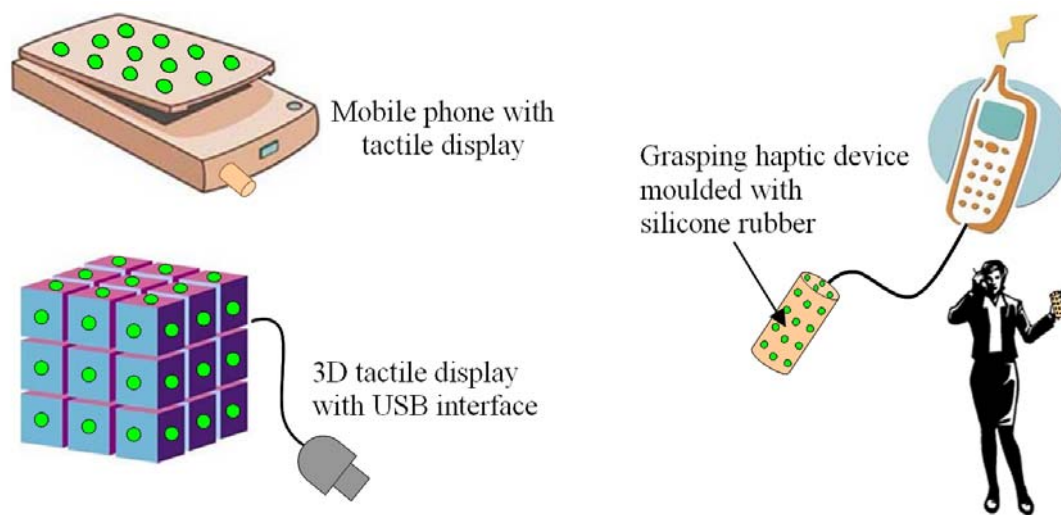 Mobile phone with
tactile display
Grasping haptic device
moulded with
silicone rubber
3D tactile display
with USB interface